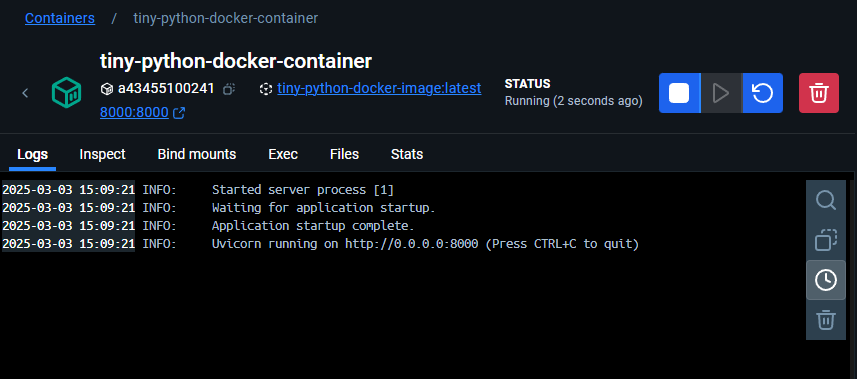 Containers / tiny-python-docker-container
tiny-python-docker-container
a43455100241 tiny-python-docker-image:latest
8000:8000
STATUS
Running (2 seconds ago)
Logs Inspect Bind mounts Exec Files Stats
2025-03-03 15:09:21 INFO: Started server process [1]
2025-03-03 15:09:21 INFO: Waiting for application startup.
2025-03-03 15:09:21 INFO: Application startup complete.
2025-03-03 15:09:21 INFO: Uvicorn running on http://0.0.0.0:8000 (Press CTRL+C to quit)